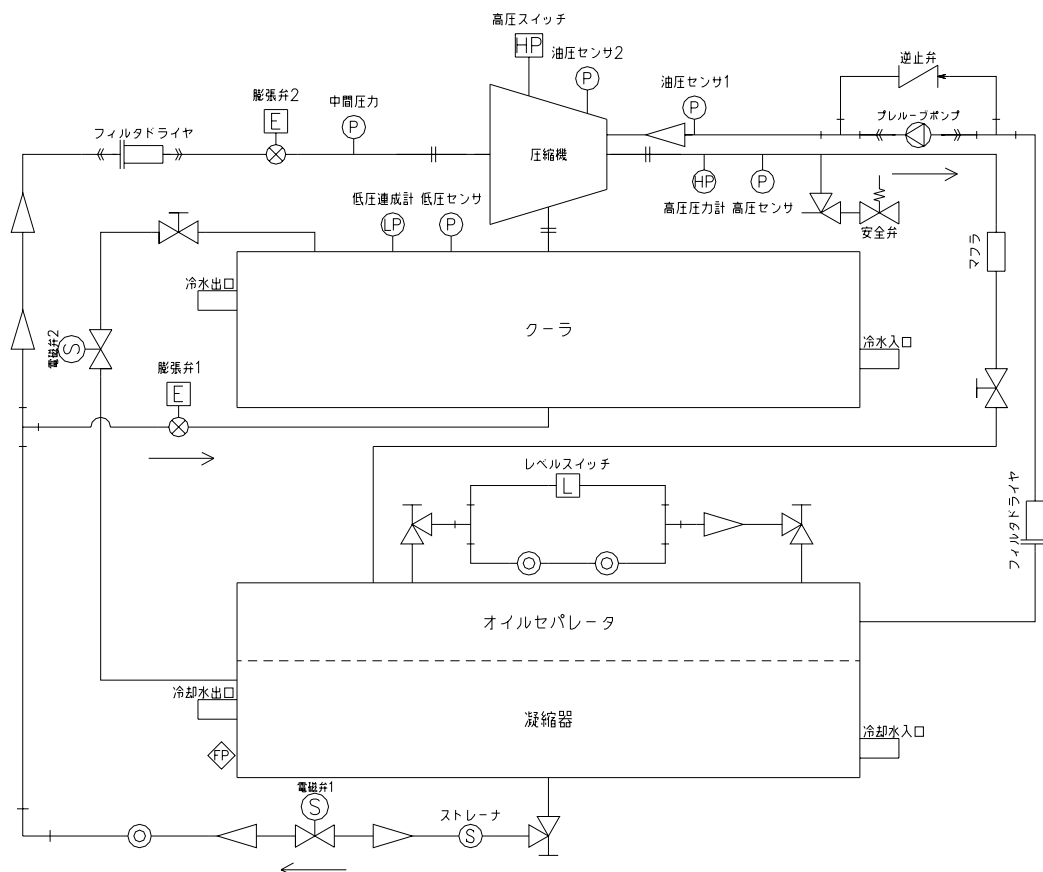 高圧スイッチ
HP
油圧センサ2
P
逆止弁
膨張弁2
E
中間圧力
P
油圧センサ1
P
プレルーブポンプ
フィルタドライヤ
圧縮機
低圧連成計
LP
低圧センサ
P
HP
高圧圧力計
P
高圧センサ
安全弁
マフラ
冷水出口
クーラ
冷水入口
電磁弁2
S
膨張弁1
E
レベルスイッチ
L
フィルタドライヤ
オイルセパレータ
冷却水出口
凝縮器
冷却水入口
FP
電磁弁1
S
ストレーナ
S